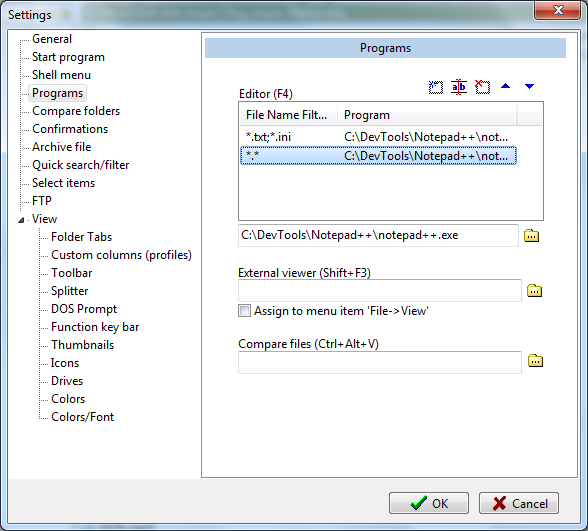 Settings
General
Start program
Shell menu
Programs
Compare folders
Confirmations
Archive file
Quick search/filter
Select items
FTP
View
Folder Tabs
Custom columns (profiles)
Toolbar
Splitter
DOS Prompt
Function key bar
Thumbnails
Icons
Drives
Colors
Colors/Font
Programs
Editor (F4)
a b
File Name Filt... Program
*.txt;*.ini C:\DevTools\Notepad++\not...
*.* C:\DevTools\Notepad++\not...
C:\DevTools\Notepad++\notepad++.exe
External viewer (Shift+F3)
Assign to menu item 'File->View'
Compare files (Ctrl+Alt+V)
OK Cancel